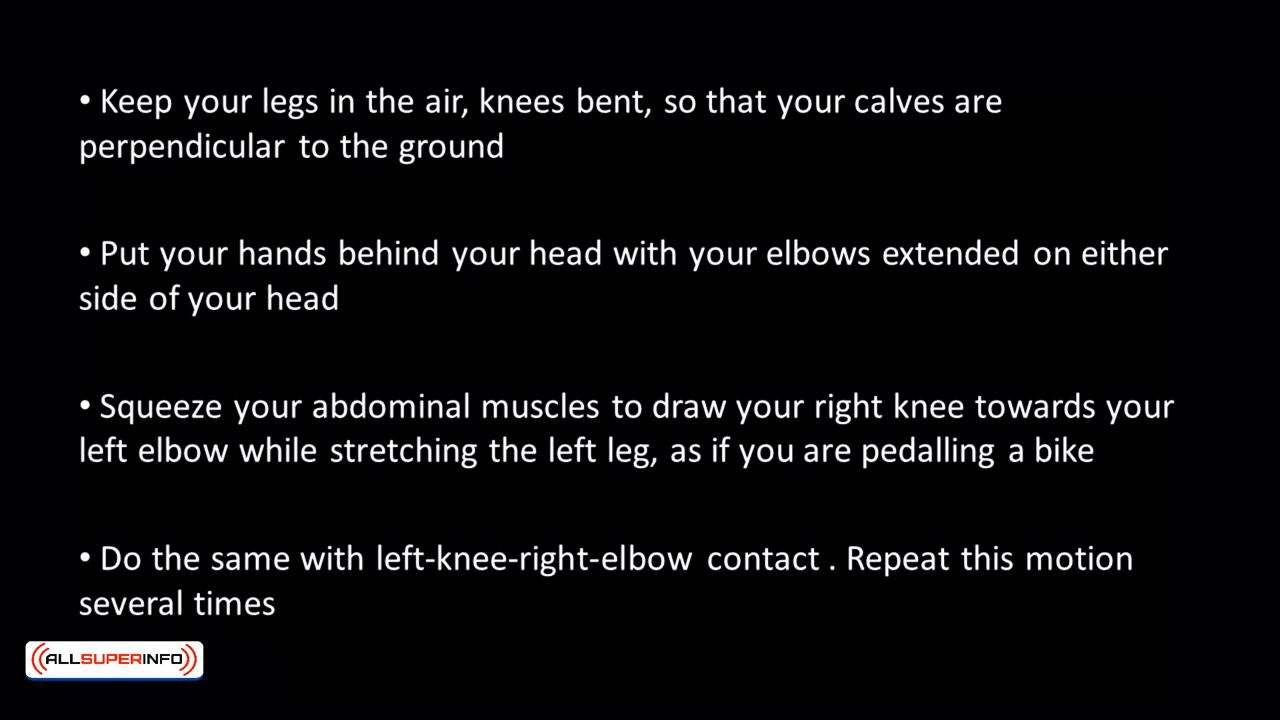 • Keep your legs in the air, knees bent, so that your calves are
perpendicular to the ground
• Put your hands behind your head with your elbows extended on either
side of your head
• Squeeze your abdominal muscles to draw your right knee towards your
left elbow while stretching the left leg, as if you are pedalling a bike
• Do the same with left-knee-right-elbow contact . Repeat this motion
several times
ALLSUPERINFO